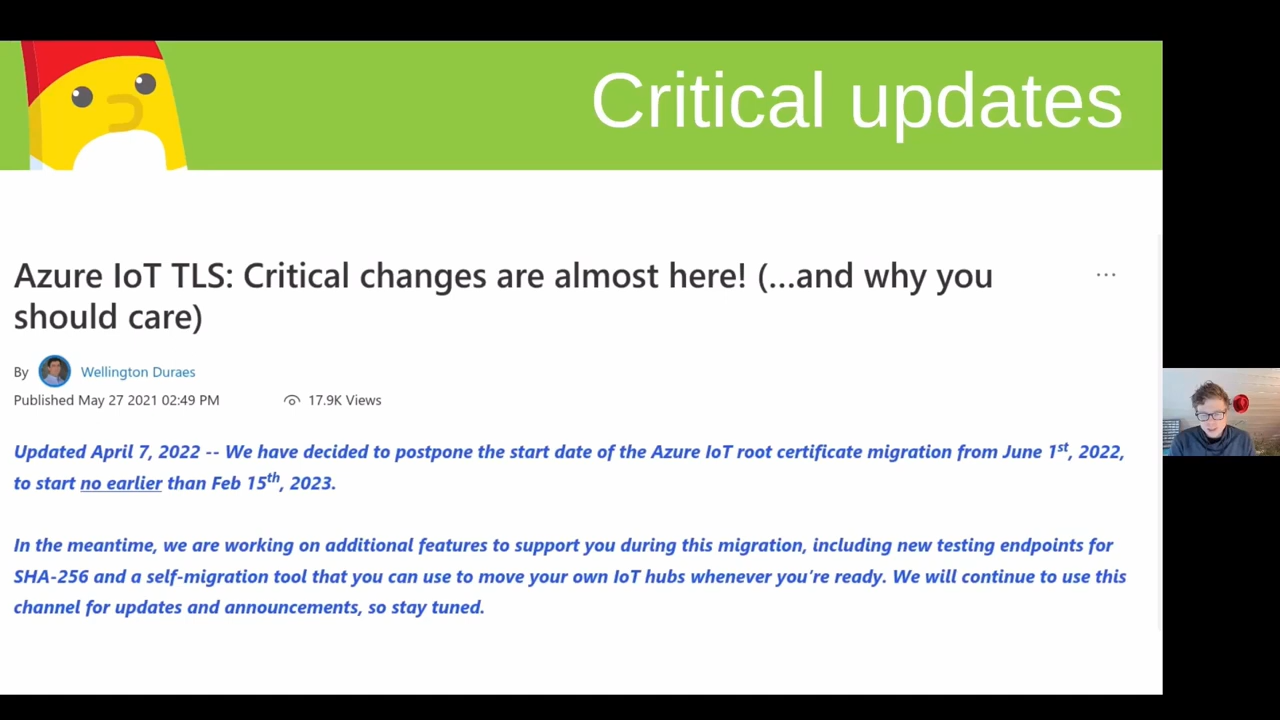 Critical updates
Azure IoT TLS: Critical changes are almost here! (...and why you
should care)
By Wellington Duraes
Published May 27 2021 02:49 PM 17.9K Views
Updated April 7, 2022 -- We have decided to postpone the start date of the Azure IoT root certificate migration from June 1st, 2022,
to start no earlier than Feb 15th, 2023.
In the meantime, we are working on additional features to support you during this migration, including new testing endpoints for
SHA-256 and a self-migration tool that you can use to move your own IoT hubs whenever you're ready. We will continue to use this
channel for updates and announcements, so stay tuned.